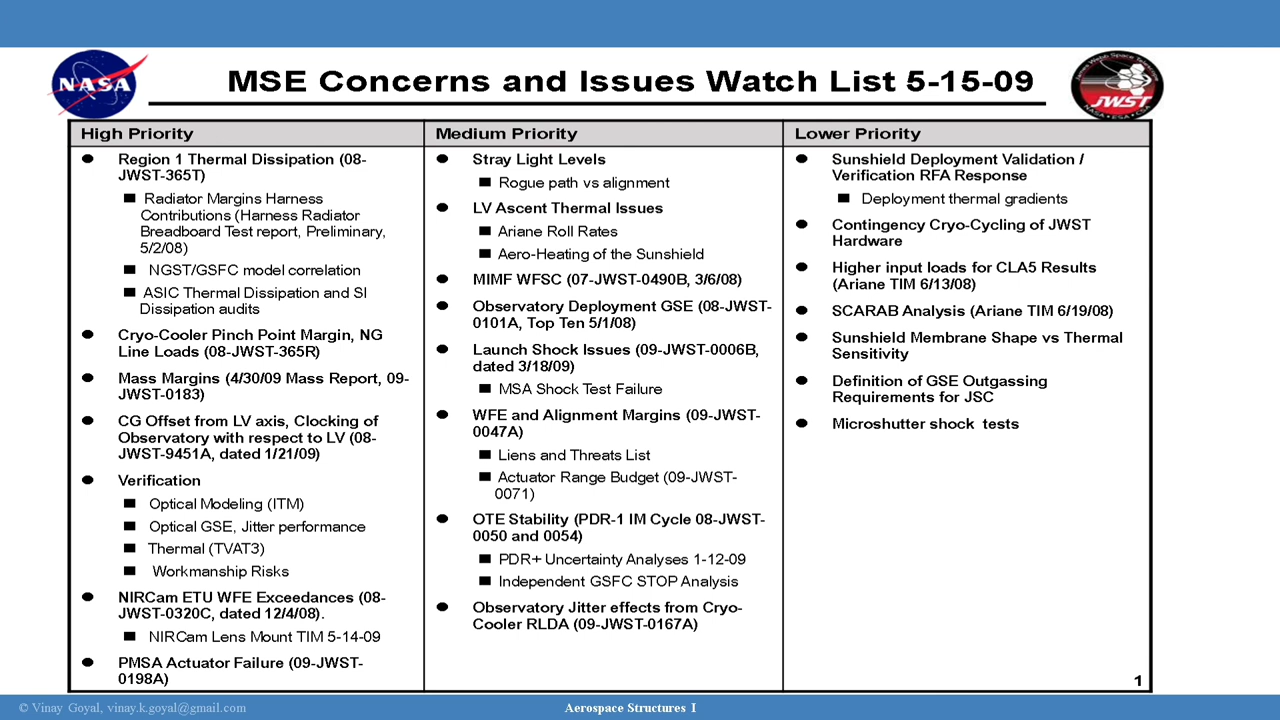 NASA
MSE Concerns and Issues Watch List 5-15-09
James Webb Space Telescope
JWST
NASA • ESA • CSA
High Priority
Region 1 Thermal Dissipation (08-
JWST-365T)
Radiator Margins Harness
Contributions (Harness Radiator
Breadboard Test report, Preliminary,
5/2/08)
NGST/GSFC model correlation
ASIC Thermal Dissipation and SI
Dissipation audits
Cryo-Cooler Pinch Point Margin, NG
Line Loads (08-JWST-365R)
Mass Margins (4/30/09 Mass Report, 09-
JWST-0183)
CG Offset from LV axis, Clocking of
Observatory with respect to LV (08-
JWST-9451A, dated 1/21/09)
Verification
Optical Modeling (ITM)
Optical GSE, Jitter performance
Thermal (TVAT3)
Workmanship Risks
NIRCam ETU WFE Exceedances (08-
JWST-0320C, dated 12/4/08).
NIRCam Lens Mount TIM 5-14-09
PMSA Actuator Failure (09-JWST-
0198A)
Medium Priority
Stray Light Levels
Rogue path vs alignment
LV Ascent Thermal Issues
Ariane Roll Rates
Aero-Heating of the Sunshield
MIMF WFSC (07-JWST-0490B, 3/6/08)
Observatory Deployment GSE (08-JWST-
0101A, Top Ten 5/1/08)
Launch Shock Issues (09-JWST-0006B,
dated 3/18/09)
MSA Shock Test Failure
WFE and Alignment Margins (09-JWST-
0047A)
Liens and Threats List
Actuator Range Budget (09-JWST-
0071)
OTE Stability (PDR-1 IM Cycle 08-JWST-
0050 and 0054)
PDR+ Uncertainty Analyses 1-12-09
Independent GSFC STOP Analysis
Observatory Jitter effects from Cryo-
Cooler RLDA (09-JWST-0167A)
Lower Priority
Sunshield Deployment Validation /
Verification RFA Response
Deployment thermal gradients
Contingency Cryo-Cycling of JWST
Hardware
Higher input loads for CLA5 Results
(Ariane TIM 6/13/08)
SCARAB Analysis (Ariane TIM 6/19/08)
Sunshield Membrane Shape vs Thermal
Sensitivity
Definition of GSE Outgassing
Requirements for JSC
Microshutter shock tests
1
© Vinay Goyal, vinay.k.goyal@gmail.com
Aerospace Structures I